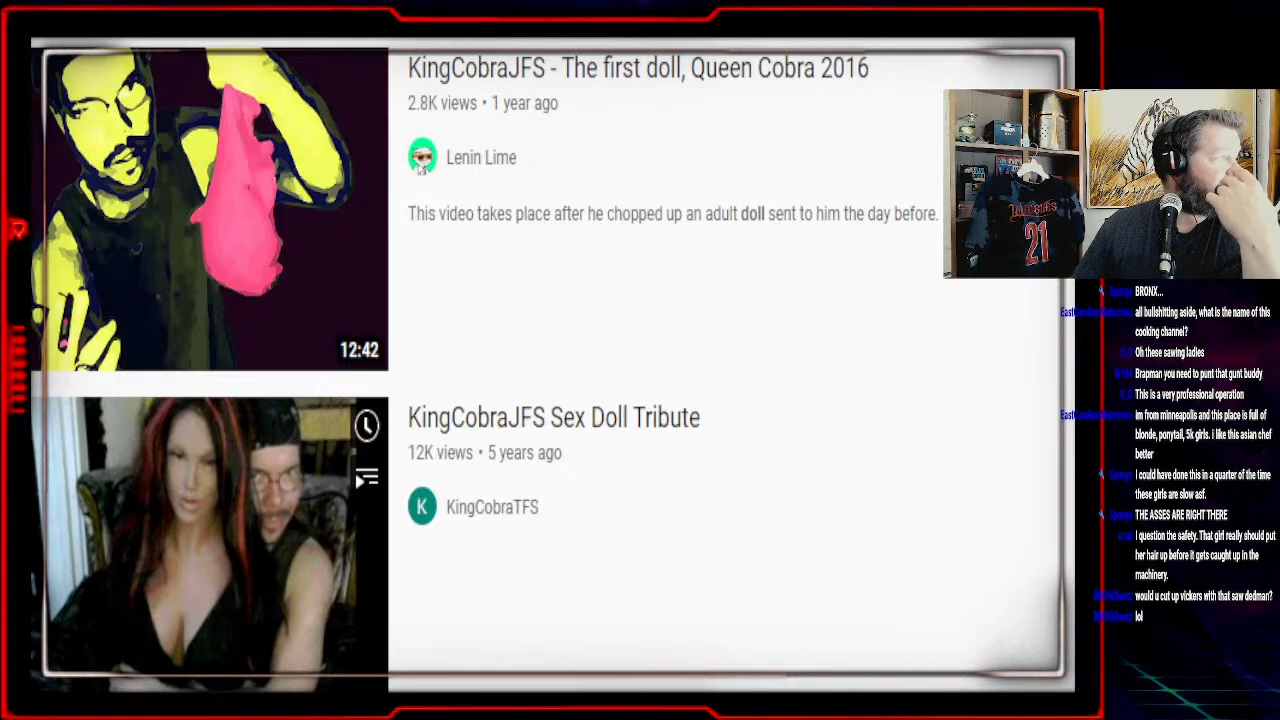 KingCobraJFS - The first doll, Queen Cobra 2016
2.8K views • 1 year ago
Lenin Lime
This video takes place after he chopped up an adult doll sent to him the day before.
12:42
KingCobraJFS Sex Doll Tribute
12K views • 5 years ago
K KingCobraTFS
21
BRONX...
all bullshitting aside, what is the name of this
cooking channel?
Oh these sawing ladies
Brapman you need to punt that gunt buddy
This is a very professional operation
im from minneapolis and this place is full of
blonde, ponytail, 5k girls. i like this asian chef
better
I could have done this in a quarter of the time
these girls are slow asf.
THE ASSES ARE RIGHT THERE
I question the safety. That girl really should put
her hair up before it gets caught up in the
machinery.
would u cut up vickers with that saw dedman?
lol